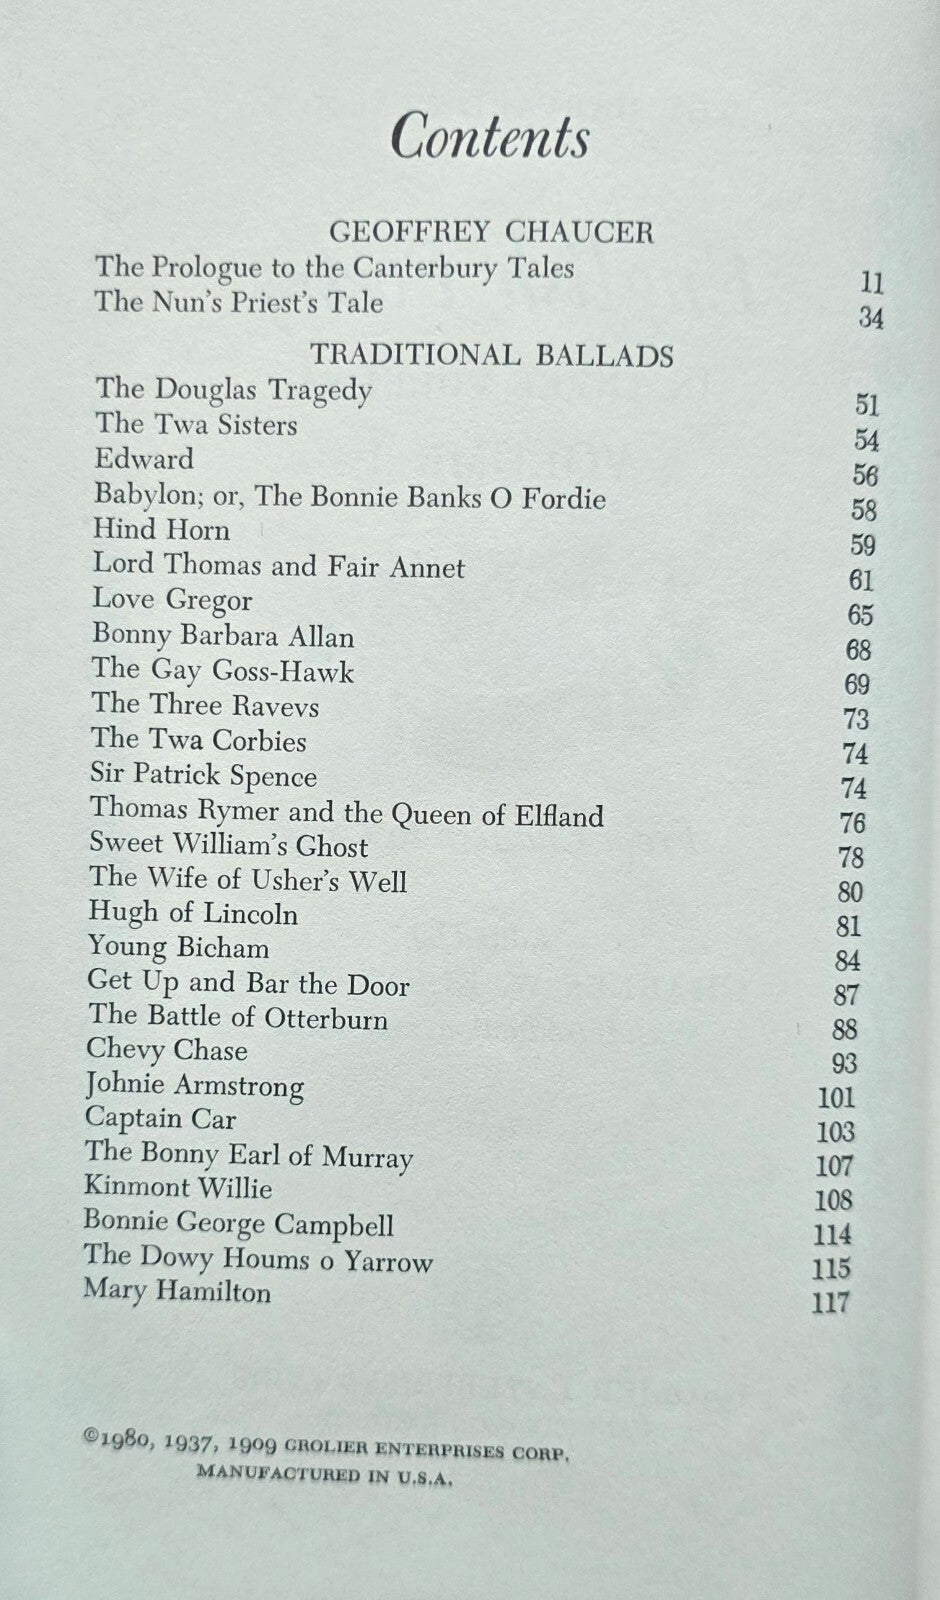 Contents
GEOFFREY CHAUCER
The Prologue to the Canterbury Tales 11
The Nun's Priest's Tale 34
TRADITIONAL BALLADS
The Douglas Tragedy 51
The Twa Sisters 54
Edward 56
Babylon; or, The Bonnie Banks O Fordie 58
Hind Horn 59
Lord Thomas and Fair Annet 61
Love Gregor 65
Bonny Barbara Allan 68
The Gay Goss-Hawk 69
The Three Ravevs 73
The Twa Corbies 74
Sir Patrick Spence 74
Thomas Rymer and the Queen of Elfland 76
Sweet William's Ghost 78
The Wife of Usher's Well 80
Hugh of Lincoln 81
Young Bicham 84
Get Up and Bar the Door 87
The Battle of Otterburn 88
Chevy Chase 93
Johnie Armstrong 101
Captain Car 103
The Bonny Earl of Murray 107
Kinmont Willie 108
Bonnie George Campbell 114
The Dowy Houms o Yarrow 115
Mary Hamilton 117
©1980, 1937, 1909 GROLIER ENTERPRISES CORP.
MANUFACTURED IN U.S.A.